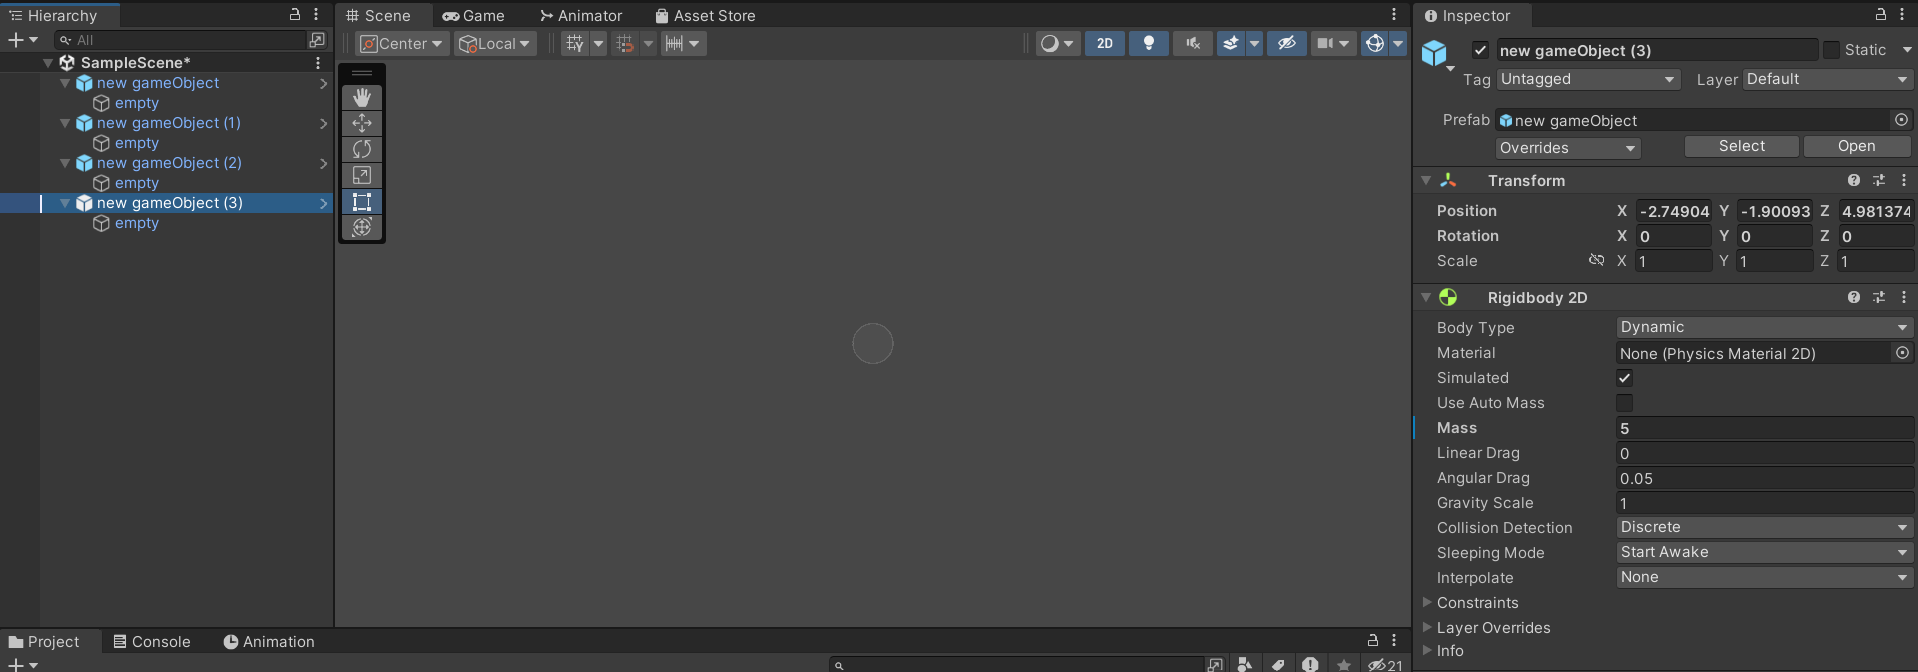 Hierarchy
All
SampleScene*
new gameObject
empty
new gameObject (1)
empty
new gameObject (2)
empty
new gameObject (3)
empty
Scene Game Animator Asset Store
Center Local 2D
Inspector
new gameObject (3) Static
Tag Untagged Layer Default
Prefab new gameObject
Overrides Select Open
Transform
Position X -2.74904 Y -1.90093 Z 4.981374
Rotation X 0 Y 0 Z 0
Scale X 1 Y 1 Z 1
Rigidbody 2D
Body Type Dynamic
Material None (Physics Material 2D)
Simulated
Use Auto Mass
Mass 5
Linear Drag 0
Angular Drag 0.05
Gravity Scale 1
Collision Detection Discrete
Sleeping Mode Start Awake
Interpolate None
Constraints
Layer Overrides
Info
Project Console Animation
21